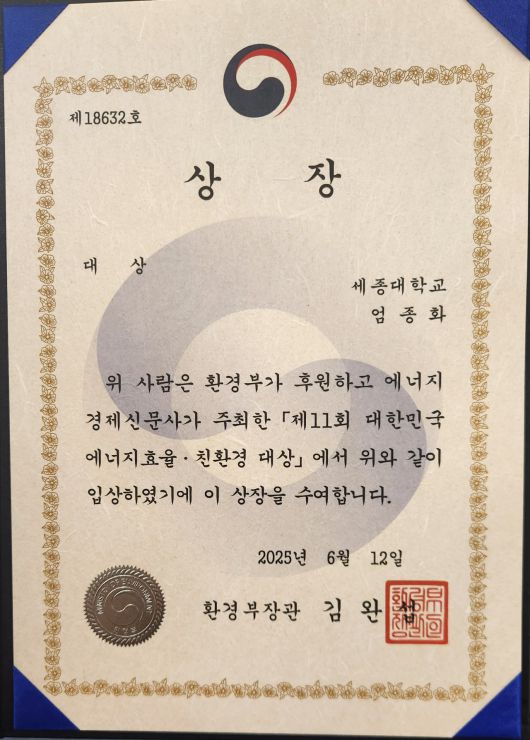 제18632호
상 장
대 상
세종대학교
엄종화
위 사람은 환경부가 후원하고 에너지
경제신문사가 주최한 「제11회 대한민국
에너지효율·친환경 대상」에서 위와 같이
입상하였기에 이 상장을 수여합니다.
2025년 6월 12일
환경부장관 김완섭